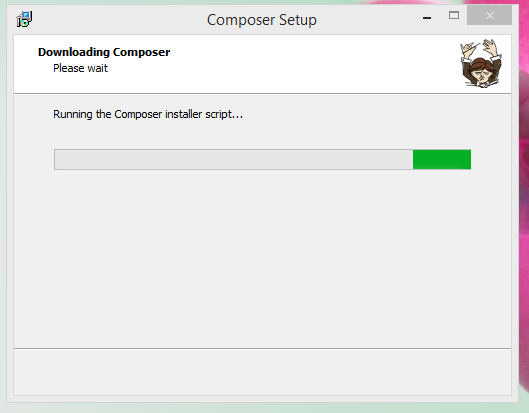 Composer Setup
Downloading Composer
Please wait
Running the Composer installer script...